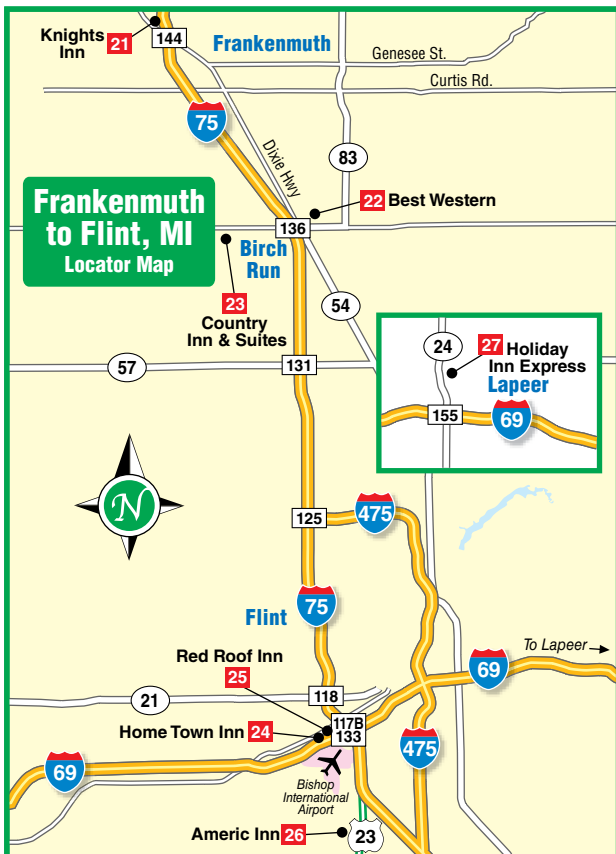 Knights
Inn
21
144
Frankenmuth
Genesee St.
Curtis Rd.
75
Dixie Hwy
83
Frankenmuth
to Flint, MI
Locator Map
22 Best Western
136
Birch
Run
23
Country
Inn & Suites
54
57
131
24
27 Holiday
Inn Express
Lapeer
155
69
N
125
475
Flint
75
To Lapeer
Red Roof Inn
25
69
21
118
117B
133
Home Town Inn 24
475
69
Bishop
International
Airport
Americ Inn 26
23